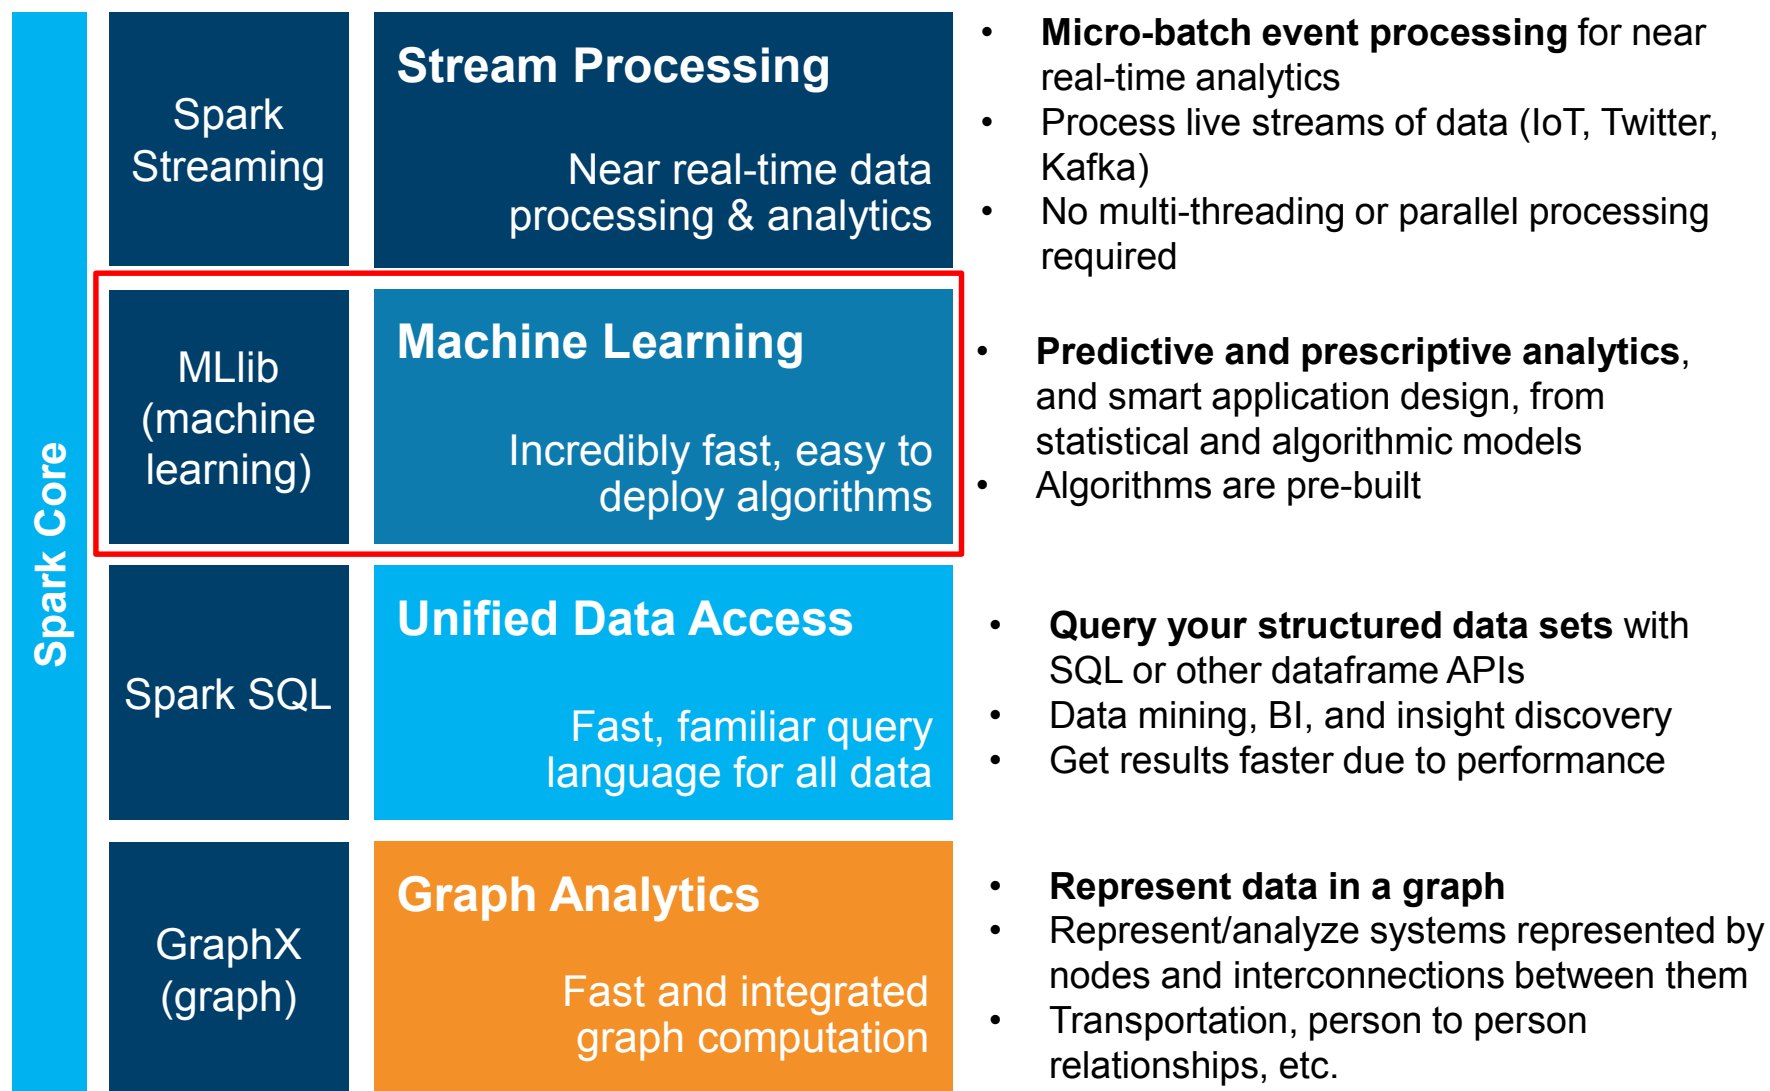 Spark Core
Spark
Streaming
Stream Processing
Near real-time data
processing & analytics
• Micro-batch event processing for near
real-time analytics
• Process live streams of data (IoT, Twitter,
Kafka)
• No multi-threading or parallel processing
required
MLlib
(machine
learning)
Machine Learning
Incredibly fast, easy to
deploy algorithms
• Predictive and prescriptive analytics,
and smart application design, from
statistical and algorithmic models
• Algorithms are pre-built
Spark SQL
Unified Data Access
Fast, familiar query
language for all data
• Query your structured data sets with
SQL or other dataframe APIs
• Data mining, BI, and insight discovery
• Get results faster due to performance
GraphX
(graph)
Graph Analytics
Fast and integrated
graph computation
• Represent data in a graph
• Represent/analyze systems represented by
nodes and interconnections between them
• Transportation, person to person
relationships, etc.